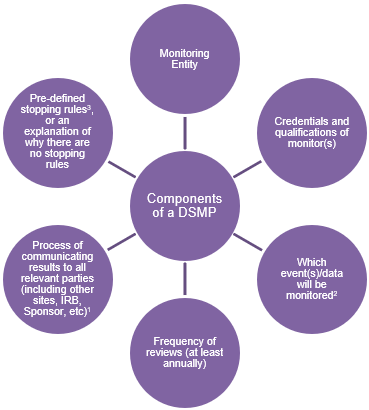 Monitoring
Entity
Credentials and
qualifications of
monitor(s)
Which
event(s)/data
will be
monitored²
Frequency of
reviews (at least
annually)
Process of
communicating
results to all
relevant parties
(including other
sites, IRB,
Sponsor, etc)¹
Pre-defined
stopping rules³,
or an
explanation of
why there are
no stopping
rules
Components
of a DSMP